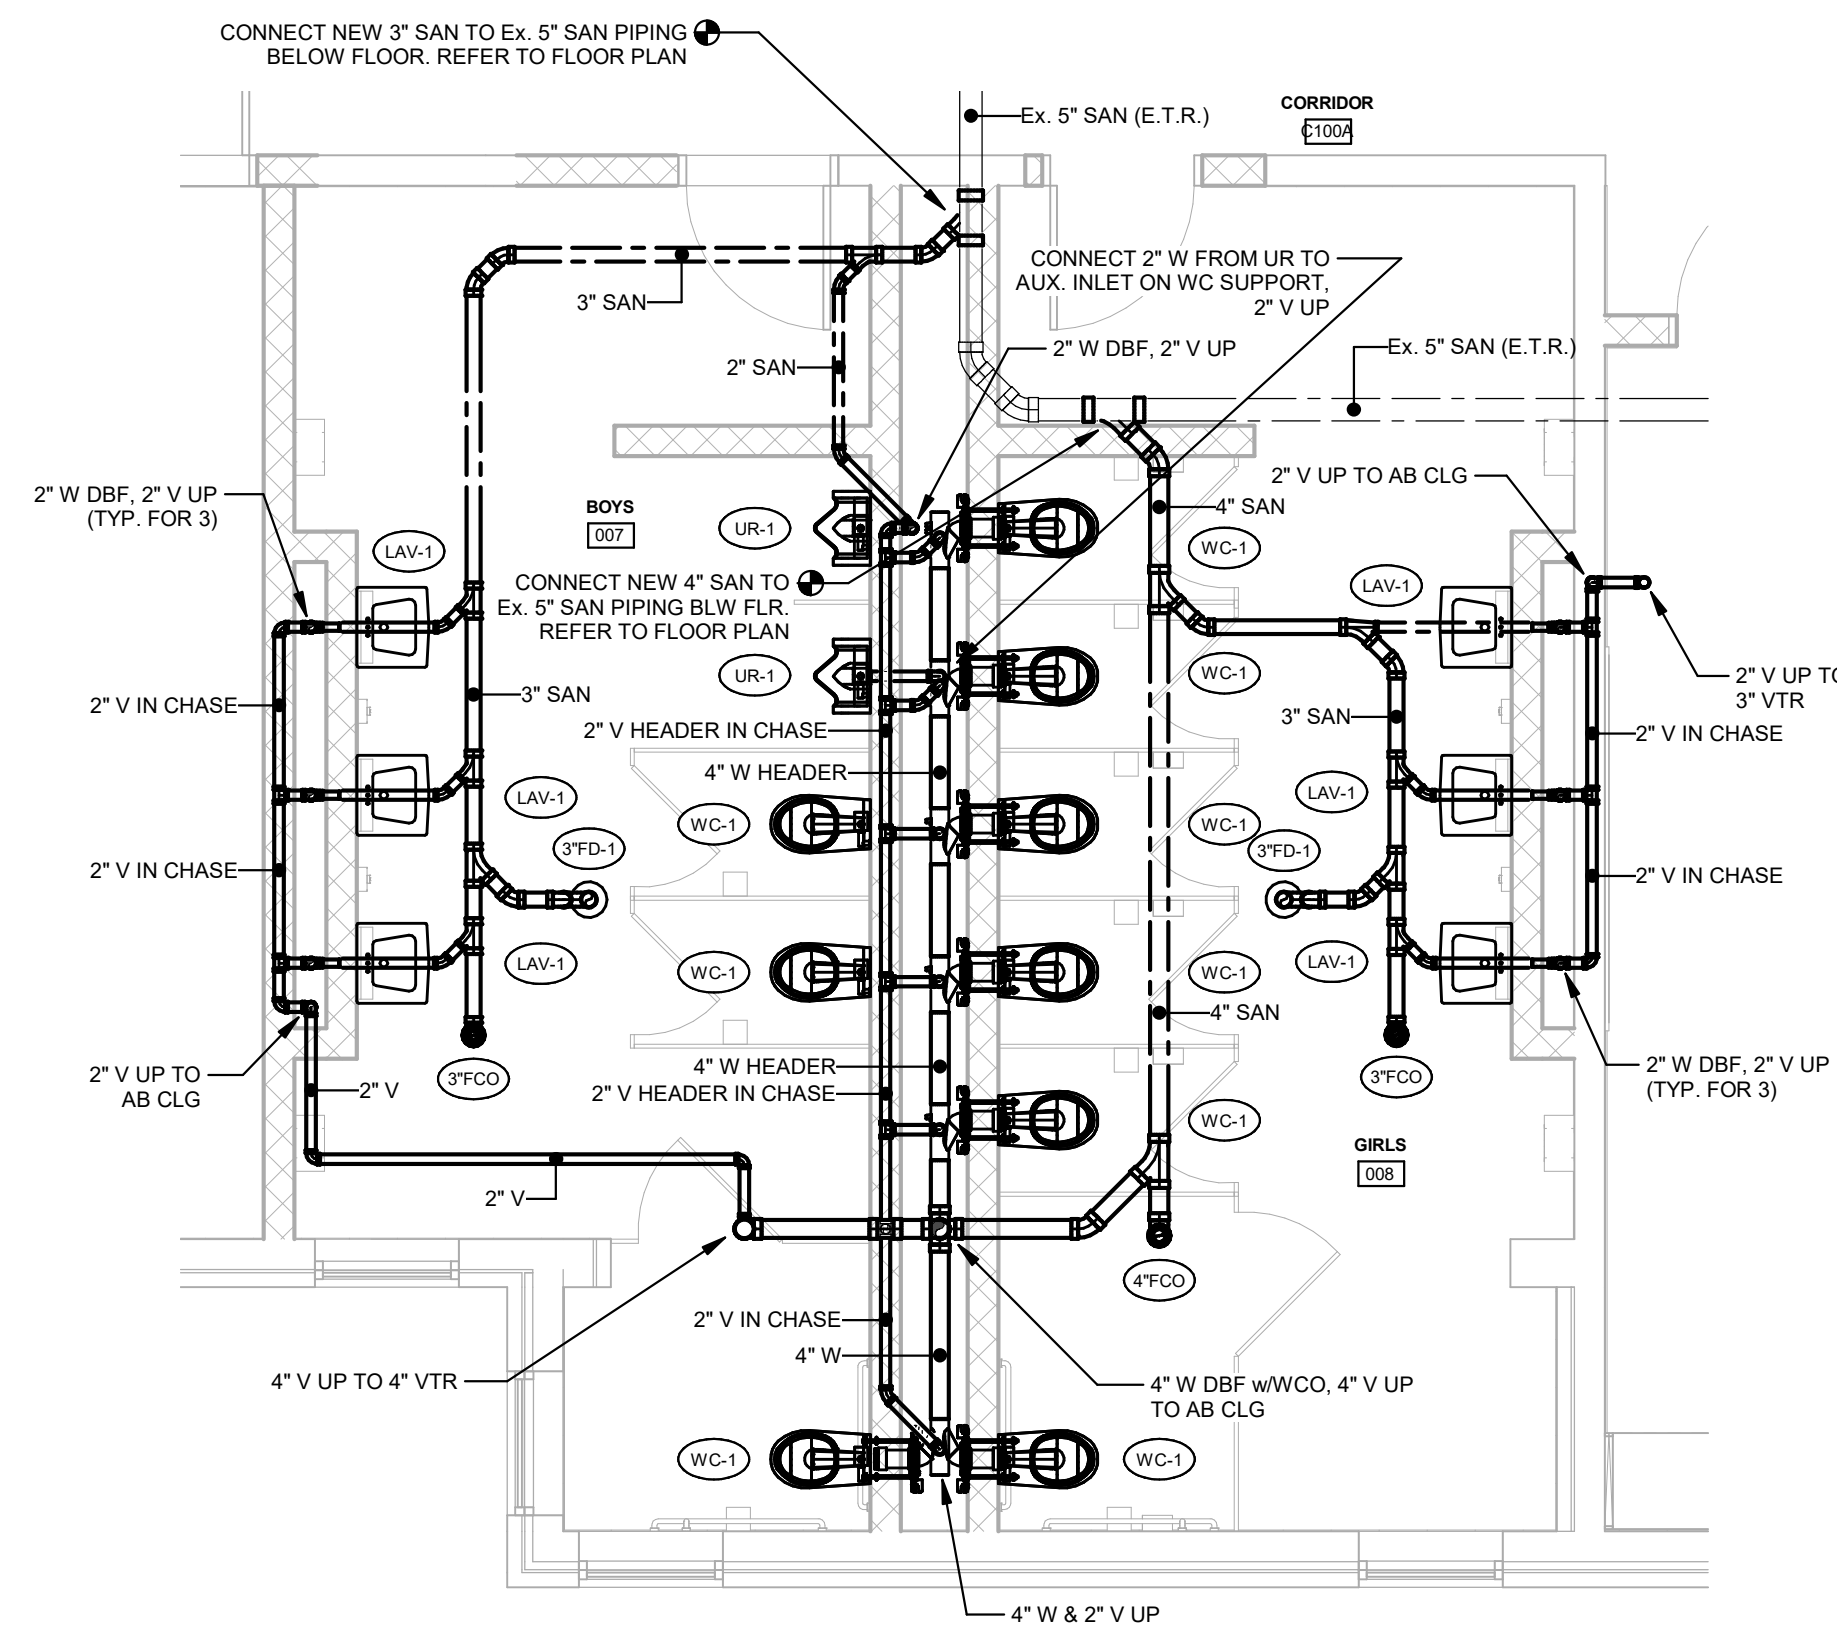 CONNECT NEW 3" SAN TO Ex. 5" SAN PIPING
BELOW FLOOR. REFER TO FLOOR PLAN
Ex. 5" SAN (E.T.R.)
CORRIDOR
C100A
CONNECT 2" W FROM UR TO
AUX. INLET ON WC SUPPORT,
2" V UP
3" SAN
2" W DBF, 2" V UP
Ex. 5" SAN (E.T.R.)
2" SAN
2" V UP TO AB CLG
2" W DBF, 2" V UP
(TYP. FOR 3)
BOYS
007
UR-1
4" SAN
LAV-1
WC-1
CONNECT NEW 4" SAN TO
Ex. 5" SAN PIPING BLW FLR.
REFER TO FLOOR PLAN
LAV-1
UR-1
WC-1
2" V UP TO
3" VTR
2" V IN CHASE
3" SAN
3" SAN
2" V HEADER IN CHASE
2" V IN CHASE
4" W HEADER
LAV-1
LAV-1
WC-1
WC-1
3"FD-1
3"FD-1
2" V IN CHASE
2" V IN CHASE
LAV-1
WC-1
WC-1
LAV-1
4" SAN
4" W HEADER
2" V UP TO
AB CLG
3"FCO
3"FCO
2" W DBF, 2" V UP
(TYP. FOR 3)
2" V
2" V HEADER IN CHASE
WC-1
GIRLS
008
2" V
4"FCO
2" V IN CHASE
4" W
4" V UP TO 4" VTR
4" W DBF w/WCO, 4" V UP
TO AB CLG
WC-1
WC-1
4" W & 2" V UP